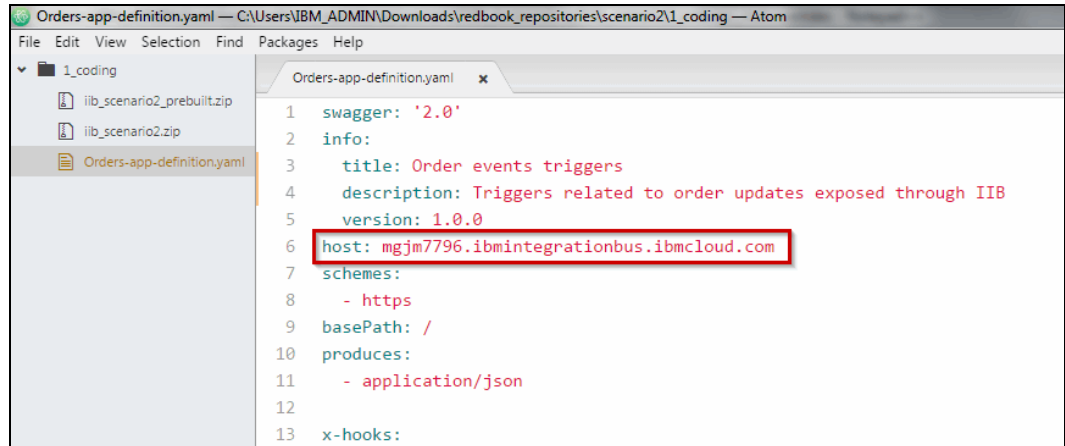 Orders-app-definition.yaml — C:\Users\IBM_ADMIN\Downloads\redbook_repositories\scenario2\1_coding — Atom
File Edit View Selection Find Packages Help
1_coding
iib_scenario2_prebuilt.zip
iib_scenario2.zip
Orders-app-definition.yaml
Orders-app-definition.yaml x
1 swagger: '2.0'
2 info:
3   title: Order events triggers
4   description: Triggers related to order updates exposed through IIB
5   version: 1.0.0
6 host: mgjm7796.ibmintegrationbus.ibmcloud.com
7 schemes:
8   - https
9 basePath: /
10 produces:
11   - application/json
12
13 x-hooks: